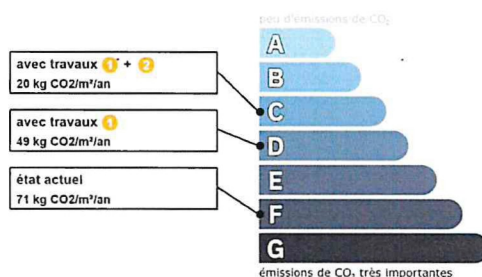 peu d'émissions de CO₂
A
avec travaux 1 + 2
20 kg CO2/m²/an
B
C
avec travaux 1
49 kg CO2/m²/an
D
état actuel
71 kg CO2/m²/an
E
F
G
émissions de CO₂ très importantes